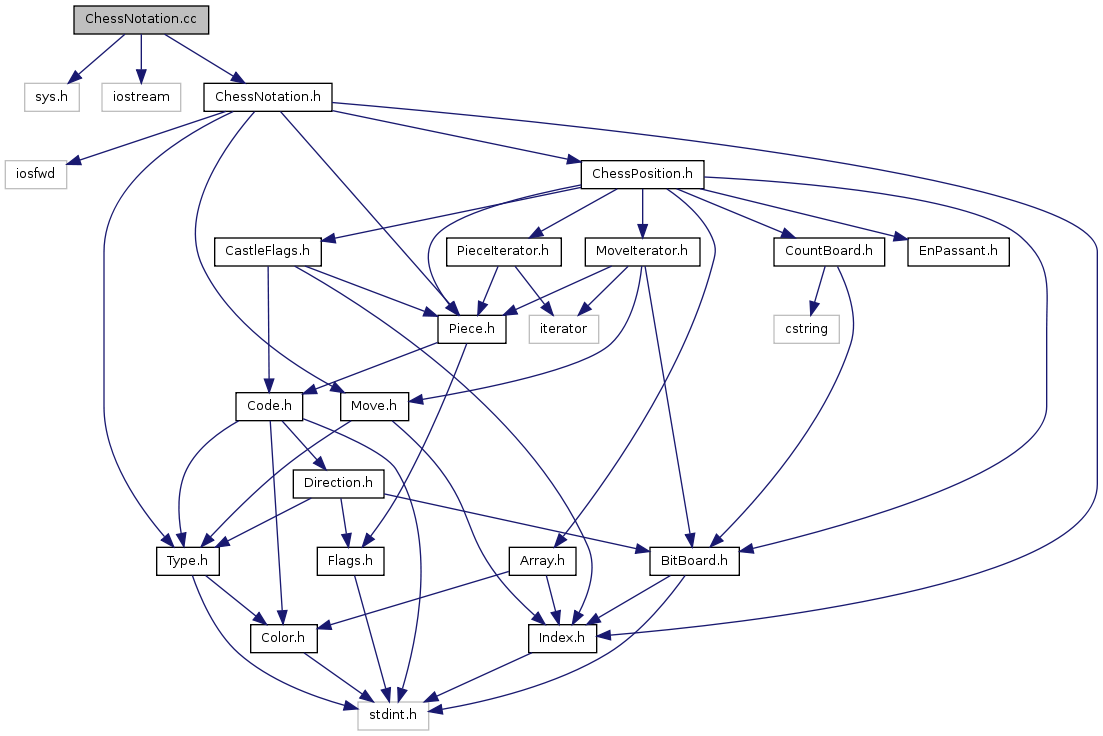 ChessNotation.cc
sys.h
iostream
ChessNotation.h
iosfwd
ChessPosition.h
CastleFlags.h
PieceIterator.h
MoveIterator.h
CountBoard.h
EnPassant.h
Piece.h
iterator
cstring
Code.h
Move.h
Direction.h
Type.h
Flags.h
Array.h
BitBoard.h
Color.h
Index.h
stdint.h